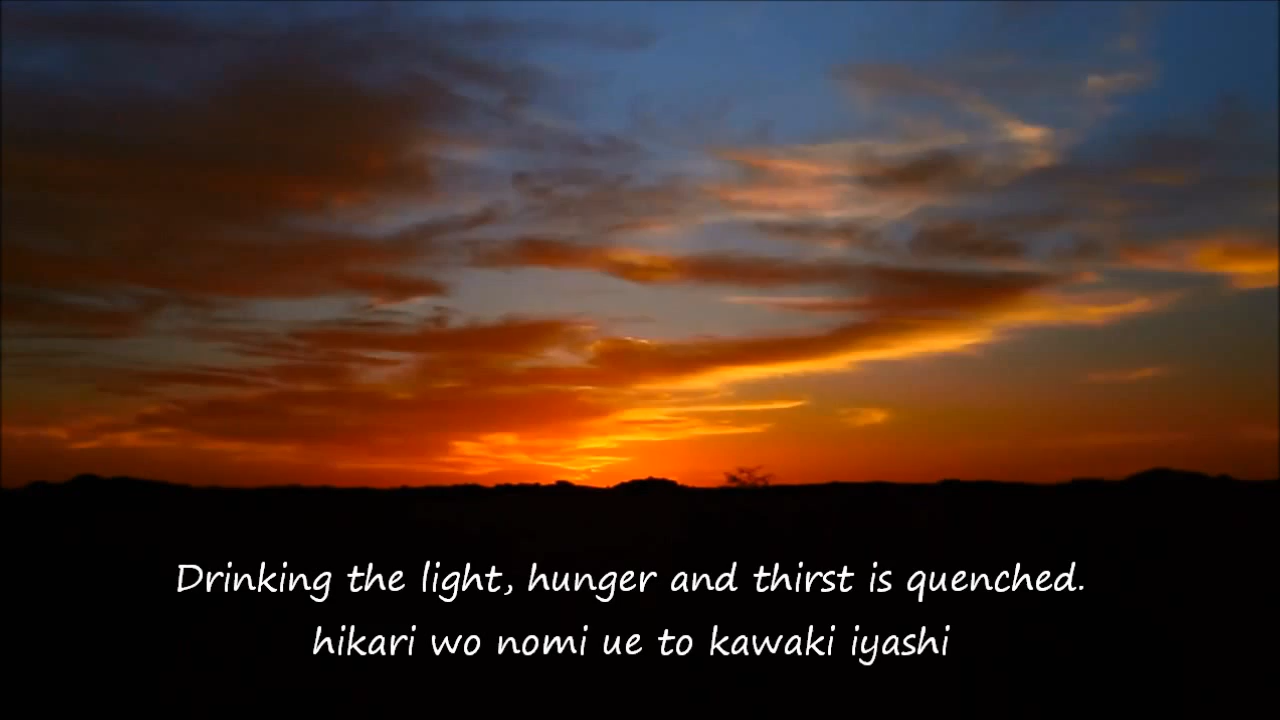 Drinking the light, hunger and thirst is quenched.
hikari wo nomi ue to kawaki iyashi